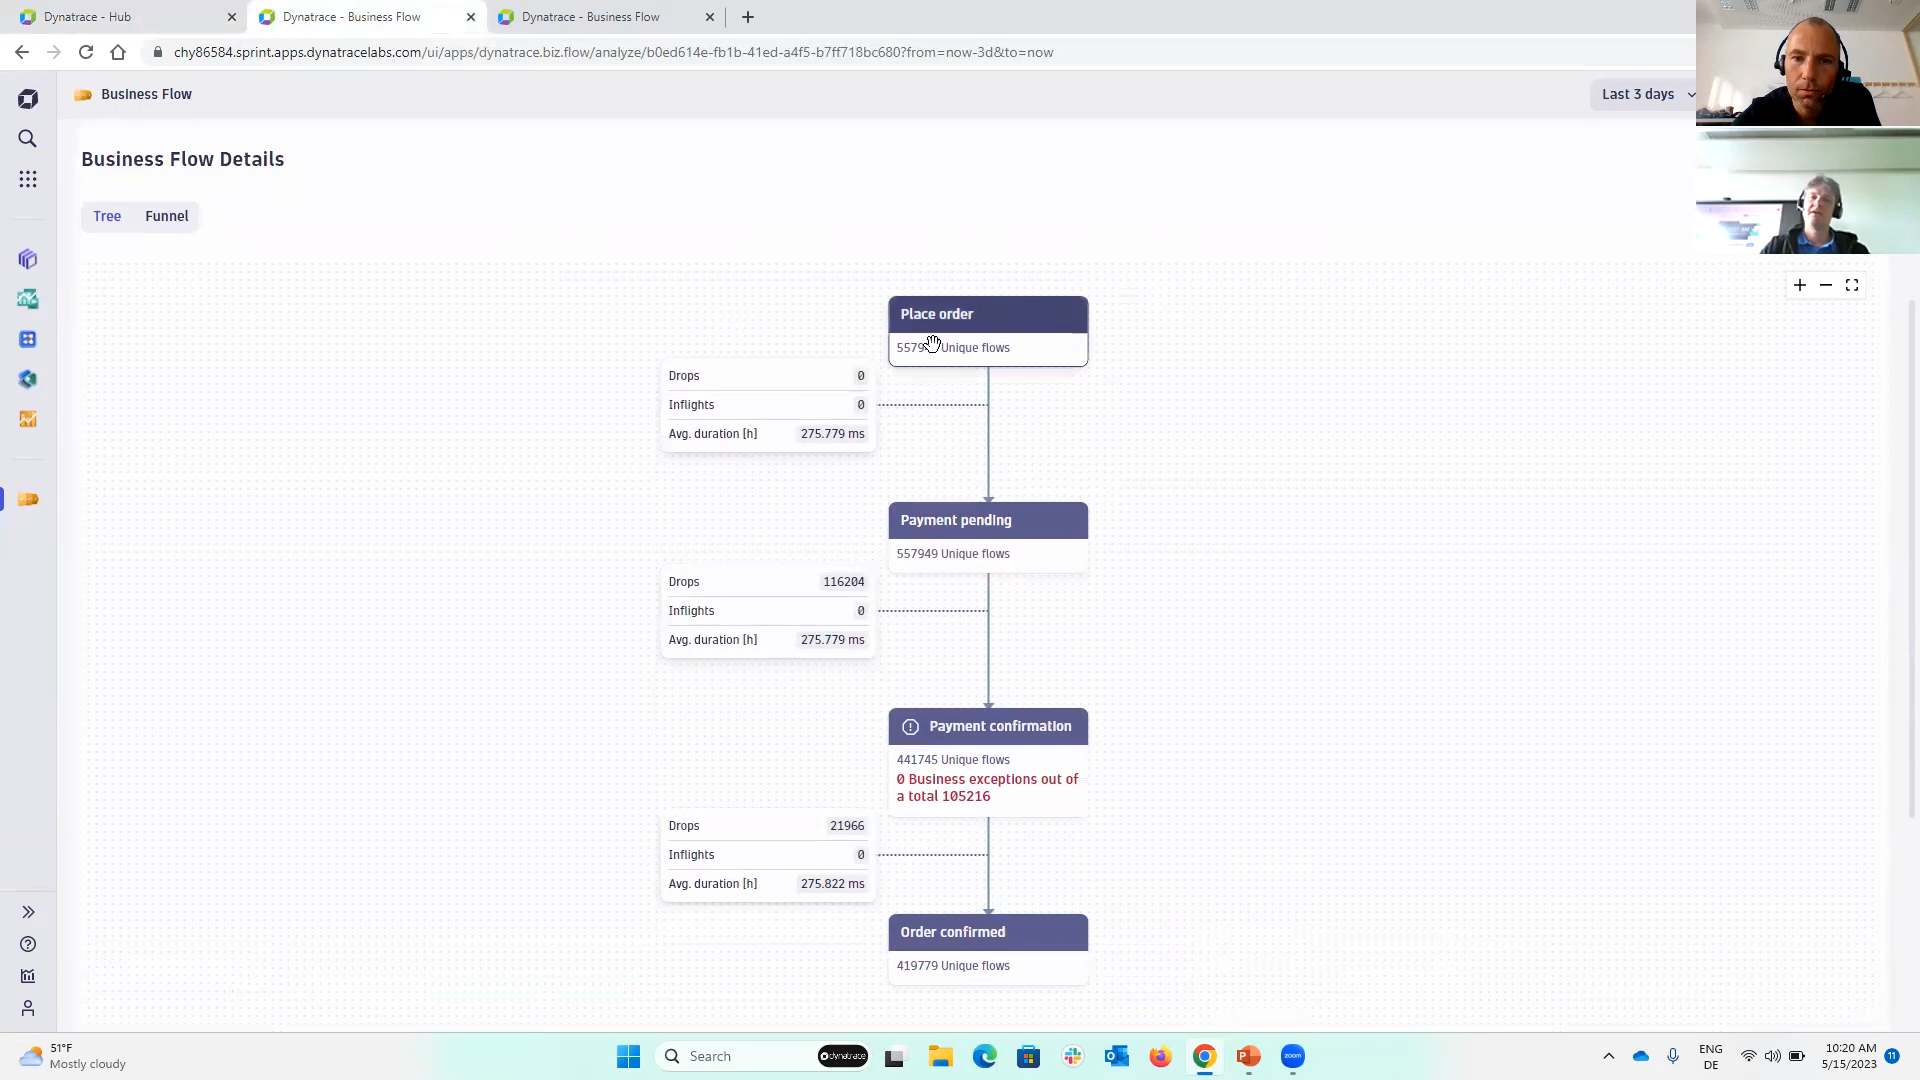 Dynatrace - Hub
Dynatrace - Business Flow
Dynatrace - Business Flow
chy86584.sprint.apps.dynatracelabs.com/ui/apps/dynatrace.biz.flow/analyze/b0ed614e-fb1b-41ed-a4f5-b7ff718bc680?from=now-3d&to=now
Business Flow
Last 3 days
Business Flow Details
Tree
Funnel
Place order
Unique flows
Drops 0
Inflights 0
Avg. duration [h] 275.779 ms
Payment pending
557949 Unique flows
Drops 116204
Inflights 0
Avg. duration [h] 275.779 ms
Payment confirmation
441745 Unique flows
0 Business exceptions out of
a total 105216
Drops 21966
Inflights 0
Avg. duration [h] 275.822 ms
Order confirmed
419779 Unique flows
51°F
Mostly cloudy
Search
dynatrace
zoom
ENG
DE
10:20 AM
5/15/2023
11